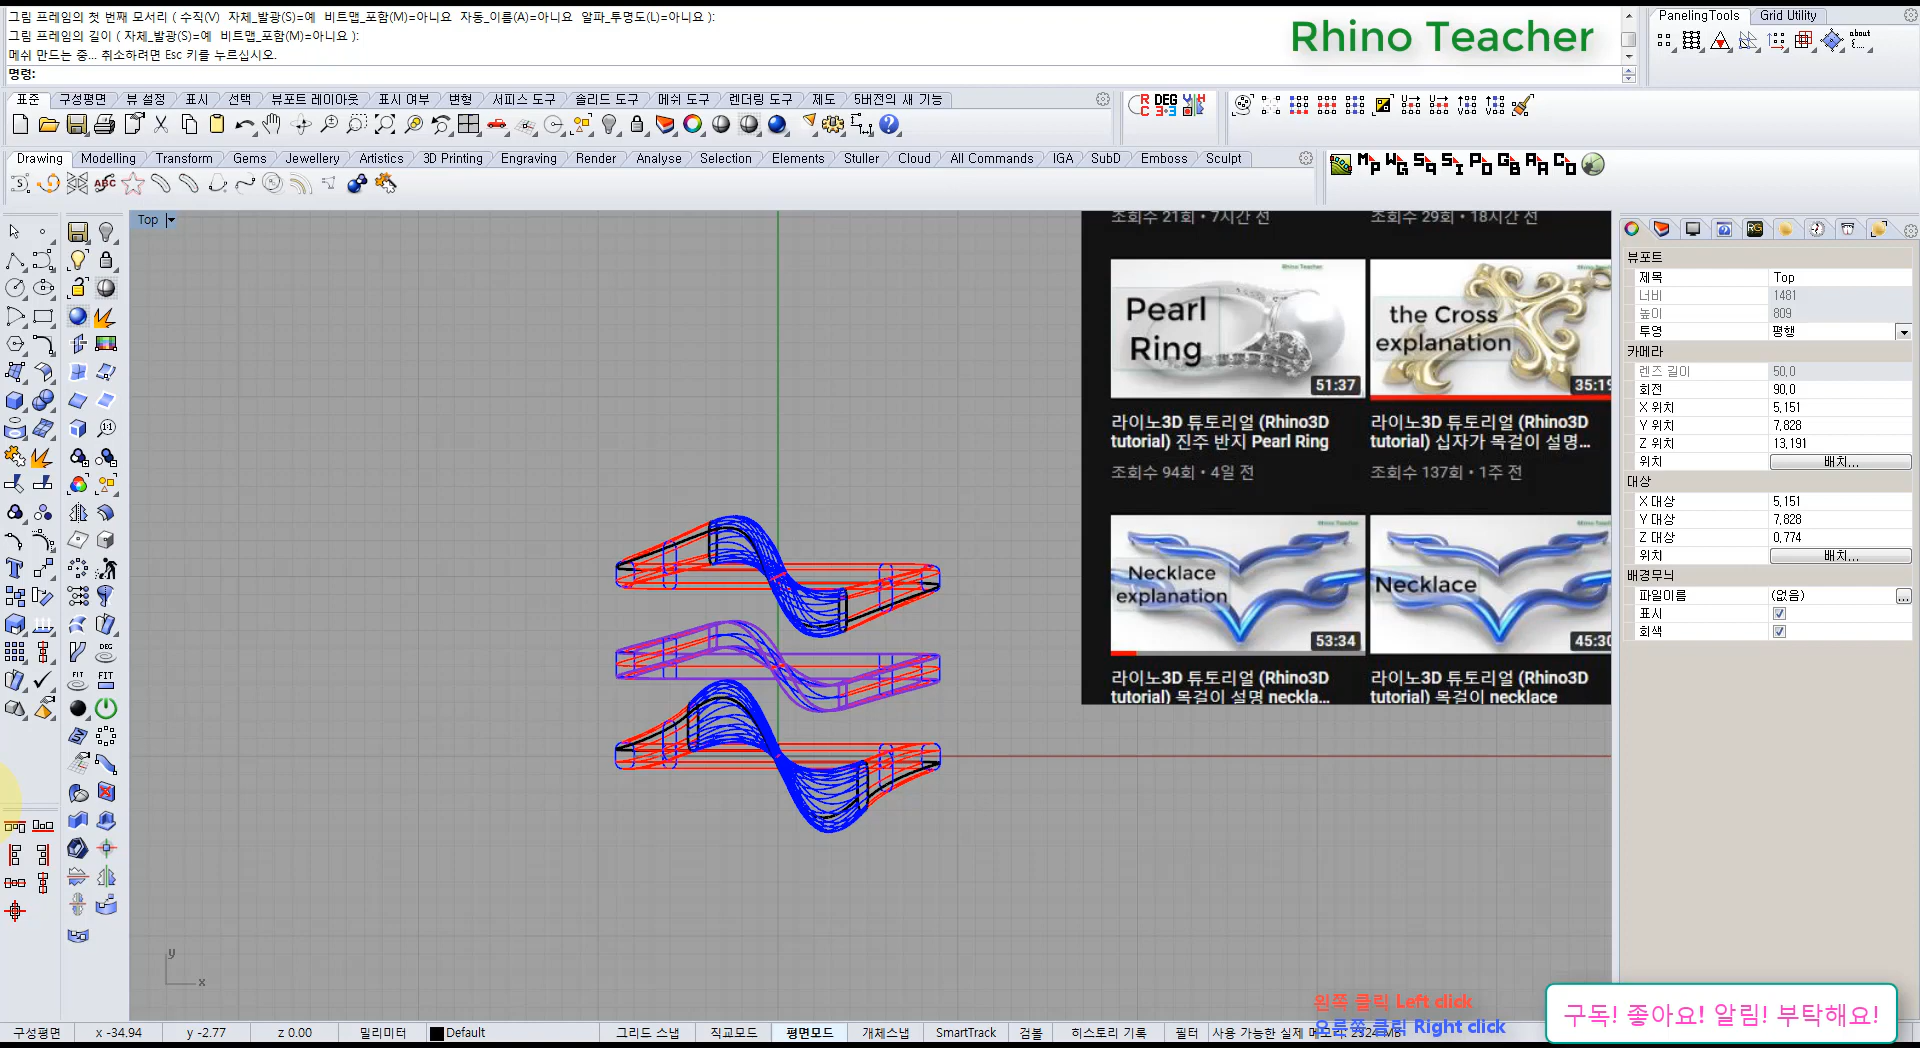 그림 프레임의 첫 번째 모서리 ( 수직(V) 자체_발광(S)=예 비트맵_포함(M)=아니요 자동_이름(A)=아니요 알파_투명도(L)=아니요 ):
그림 프레임의 길이 ( 자체_발광(S)=예 비트맵_포함(M)=아니요 ):
메쉬 만드는 중... 취소하려면 Esc 키를 누르십시오.
명령:
Rhino Teacher
PanelingTools Grid Utility
about
표준 구성평면 뷰 설정 표시 선택 뷰포트 레이아웃 표시 여부 변형 서피스 도구 솔리드 도구 메쉬 도구 렌더링 도구 제도 5버전의 새 기능
Drawing Modelling Transform Gems Jewellery Artistics 3D Printing Engraving Render Analyse Selection Elements Stuller Cloud All Commands IGA SubD Emboss Sculpt
Top
조회수 21회 • 7시간 전
조회수 29회 • 18시간 전
Rhino Teacher
Pearl
Ring
51:37
the Cross
explanation
35:19
라이노3D 튜토리얼 (Rhino3D
tutorial) 진주 반지 Pearl Ring
조회수 94회 • 4일 전
라이노3D 튜토리얼 (Rhino3D
tutorial) 십자가 목걸이 설명...
조회수 137회 • 1주 전
Rhino Teacher
Necklace
explanation
53:34
Necklace
45:30
라이노3D 튜토리얼 (Rhino3D
tutorial) 목걸이 설명 neckla...
라이노3D 튜토리얼 (Rhino3D
tutorial) 목걸이 necklace
뷰포트
제목 Top
너비 1481
높이 809
투영 평행
카메라
렌즈 길이 50.0
회전 90.0
X 위치 5.151
Y 위치 7.828
Z 위치 13.191
위치 배치...
대상
X 대상 5.151
Y 대상 7.828
Z 대상 0.774
위치 배치...
배경무늬
파일이름 (없음) ...
표시
회색
y
x
왼쪽 클릭 Left click
오른쪽 클릭 Right click
구독! 좋아요! 알림! 부탁해요!
구성평면 x -34.94 y -2.77 z 0.00 밀리미터 Default 그리드 스냅 직교모드 평면모드 개체스냅 SmartTrack 검볼 히스토리 기록 필터 사용 가능한 실제 메모리: